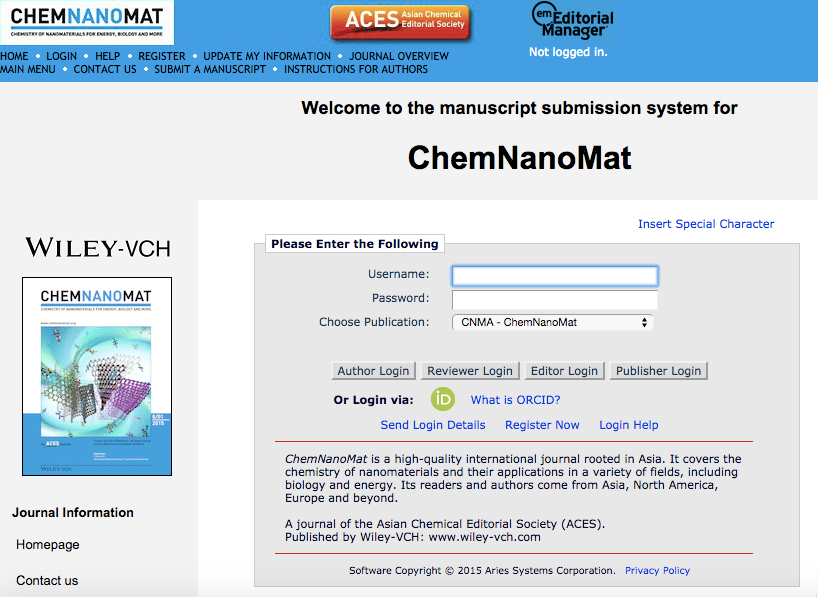 CHEMNANOMAT
CHEMISTRY OF NANOMATERIALS FOR ENERGY, BIOLOGY AND MORE
ACES Asian Chemical
Editorial Society
em Editorial
Manager
Not logged in.
HOME • LOGIN • HELP • REGISTER • UPDATE MY INFORMATION • JOURNAL OVERVIEW
MAIN MENU • CONTACT US • SUBMIT A MANUSCRIPT • INSTRUCTIONS FOR AUTHORS
Welcome to the manuscript submission system for
ChemNanoMat
Insert Special Character
WILEY-VCH
CHEMNANOMAT
CHEMISTRY OF NANOMATERIALS FOR ENERGY, BIOLOGY AND MORE
www.chemnanomat.org
2015
ACES
WILEY-VCH
Please Enter the Following
Username:
Password:
Choose Publication: CNMA - ChemNanoMat
Author Login Reviewer Login Editor Login Publisher Login
Or Login via: iD What is ORCID?
Send Login Details Register Now Login Help
ChemNanoMat is a high-quality international journal rooted in Asia. It covers the
chemistry of nanomaterials and their applications in a variety of fields, including
biology and energy. Its readers and authors come from Asia, North America,
Europe and beyond.
A journal of the Asian Chemical Editorial Society (ACES).
Published by Wiley-VCH: www.wiley-vch.com
Software Copyright © 2015 Aries Systems Corporation. Privacy Policy
Journal Information
Homepage
Contact us